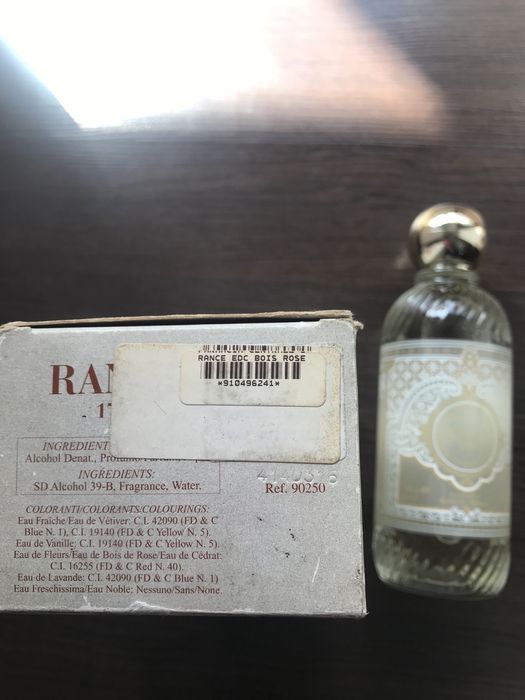 RAN
- 1
RANCE EDC BOIS ROSE
*910496241*
INGREDIENT
Alcohol Denat., Profumo
INGREDIENTS:
SD Alcohol 39-B, Fragrance, Water.
Ref. 90250
COLORANTI/COLORANTS/COLOURINGS:
Eau Fraîche/Eau de Vétiver: C.I. 42090 (FD & C
Blue N. 1), C.I. 19140 (FD & C Yellow N. 5).
Eau de Vanille: C.I. 19140 (FD & C Yellow N. 5).
Eau de Fleurs/Eau de Bois de Rose/Eau de Cédrat:
C.I. 16255 (FD & C Red N. 40).
Eau de Lavande: C.I. 42090 (FD & C Blue N. 1)
Eau Freschissima/Eau Noble: Nessuno/Sans/None.